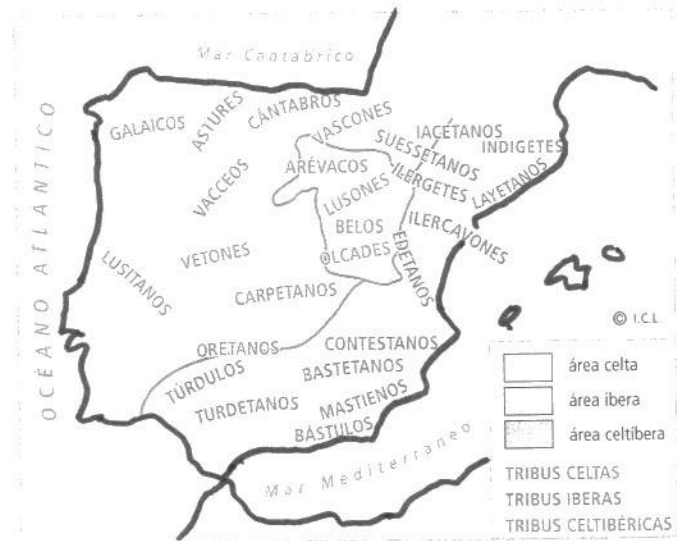 Mar Cantabrico
OCÉANO ATLANTICO
GALAICOS
ASTURES
CÁNTABROS
VASCONES
SUESSETANOS
IACETANOS
INDIGETES
ARÉVACOS
ILERGETES
LAYETANOS
VACCEOS
LUSONES
BELOS
ILERCAVONES
OLCADES
EDETANOS
LUSITANOS
VETONES
CARPETANOS
ORETANOS
CONTESTANOS
TÚRDULOS
BASTETANOS
TURDETANOS
MASTIENOS
BÁSTULOS
Mar Mediterraneo
© I.C.L.
área celta
área ibera
área celtíbera
TRIBUS CELTAS
TRIBUS IBERAS
TRIBUS CELTIBÉRICAS